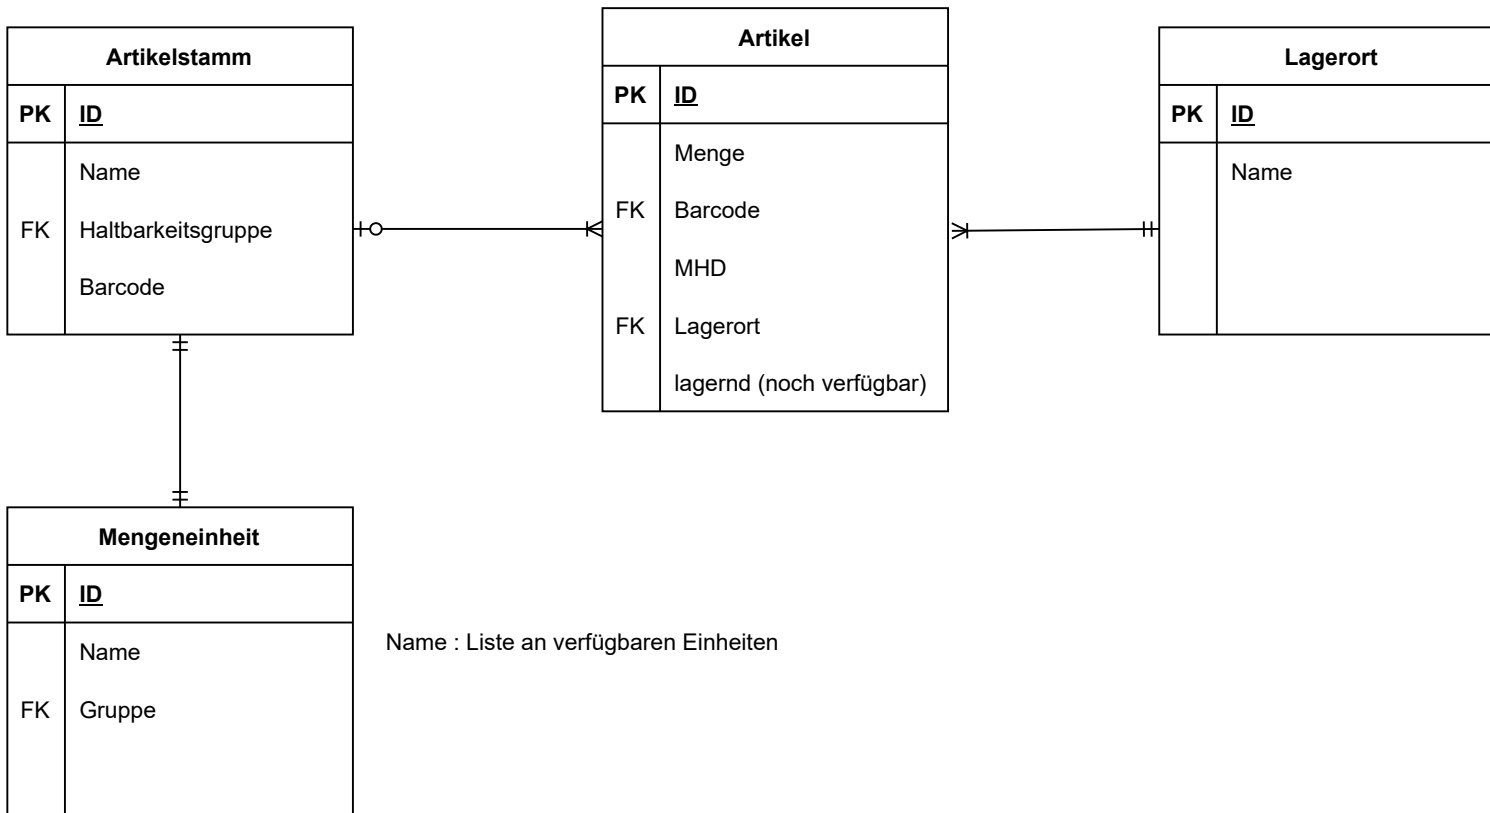 Artikelstamm
PK ID
Name
FK Haltbarkeitsgruppe
Barcode
Artikel
PK ID
Menge
FK Barcode
MHD
FK Lagerort
lagernd (noch verfügbar)
Lagerort
PK ID
Name
Mengeneinheit
PK ID
Name
FK Gruppe
Name : Liste an verfügbaren Einheiten